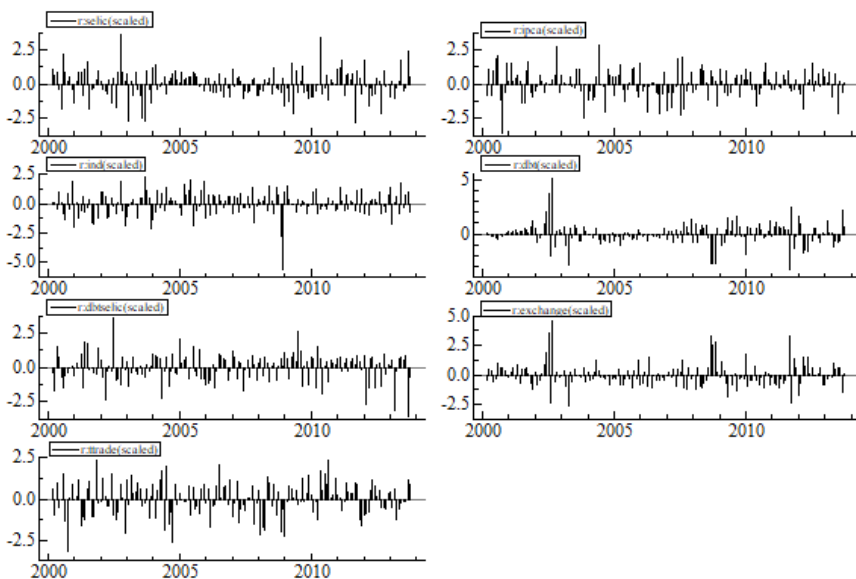 r:selic(scaled)
2.5
0.0
-2.5
2000 2005 2010
r:ipca(scaled)
2.5
0.0
-2.5
2000 2005 2010
r:ind(scaled)
2.5
0.0
-2.5
-5.0
2000 2005 2010
r:dbt(scaled)
5
0
2000 2005 2010
r:dbtselic(scaled)
2.5
0.0
-2.5
2000 2005 2010
r:exchange(scaled)
5.0
2.5
0.0
-2.5
2000 2005 2010
r:ttrade(scaled)
2.5
0.0
-2.5
2000 2005 2010